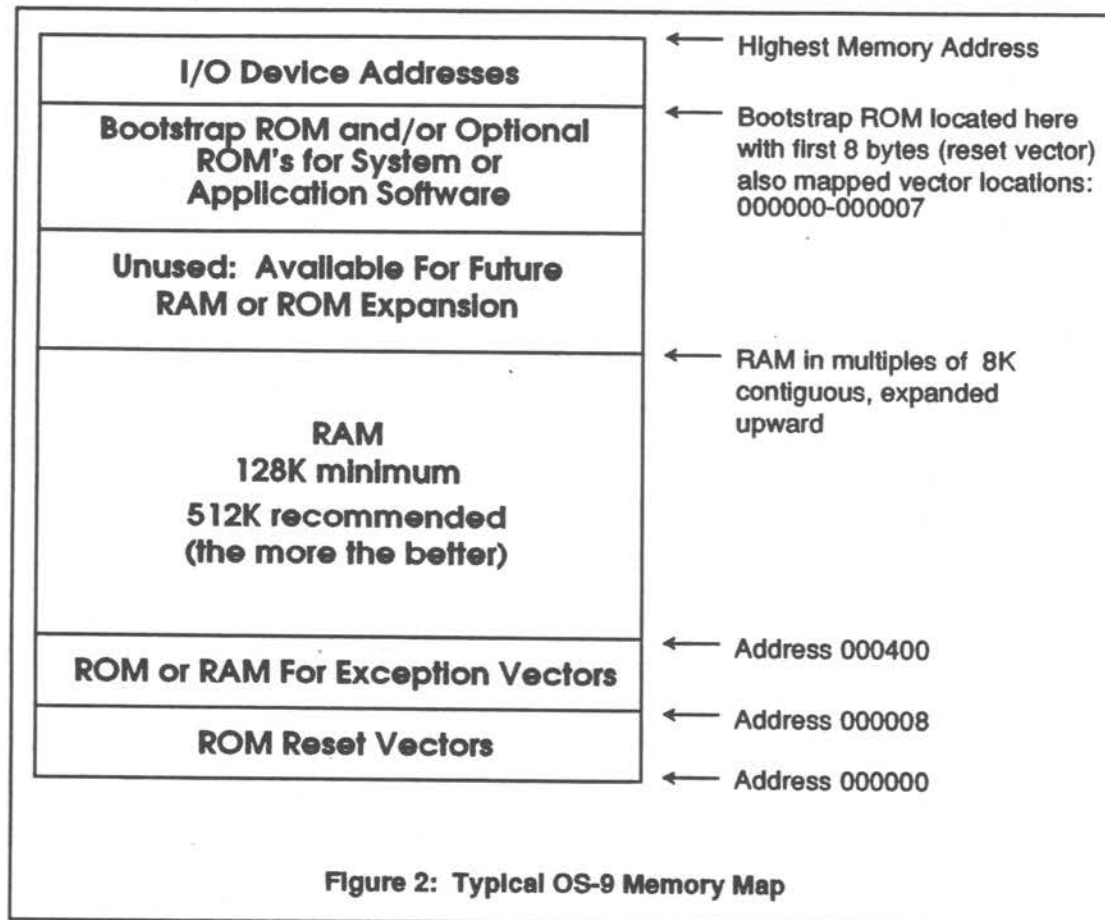 Highest Memory Address
I/O Device Addresses
Bootstrap ROM and/or Optional
ROM's for System or
Application Software
Bootstrap ROM located here
with first 8 bytes (reset vector)
also mapped vector locations:
000000-000007
Unused: Available For Future
RAM or ROM Expansion
RAM in multiples of 8K
contiguous, expanded
upward
RAM
128K minimum
512K recommended
(the more the better)
Address 000400
ROM or RAM For Exception Vectors
Address 000008
ROM Reset Vectors
Address 000000
Figure 2: Typical OS-9 Memory Map